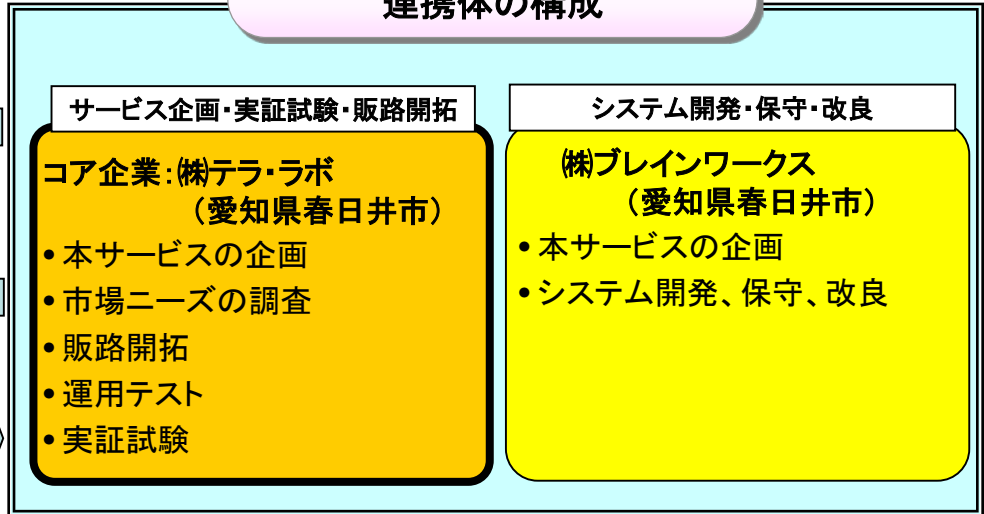 連携体の構成
サービス企画・実証試験・販路開拓
コア企業：㈱テラ・ラボ
（愛知県春日井市）
•本サービスの企画
•市場ニーズの調査
•販路開拓
•運用テスト
•実証試験
システム開発・保守・改良
㈱ブレインワークス
（愛知県春日井市）
•本サービスの企画
•システム開発、保守、改良